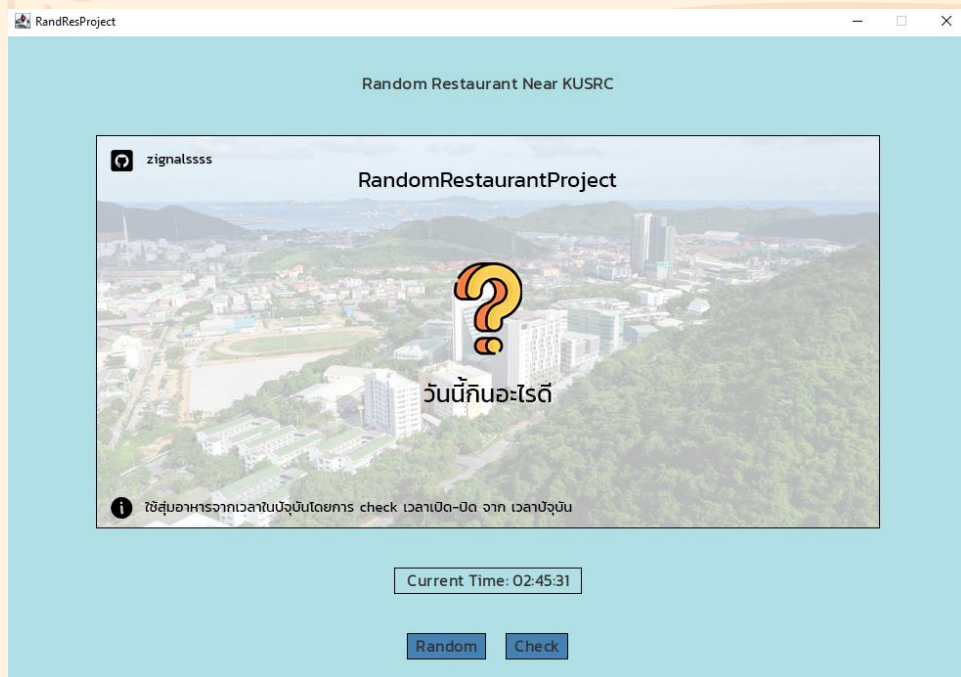 RandResProject
Random Restaurant Near KUSRC
zignalssss
RandomRestaurantProject
วันนี้กินอะไรดี
ใช้สุ่มอาหารจากเวลาในปัจุบันโดยการ check เวลาเปิด-ปิด จาก เวลาปัจุบัน
Current Time: 02:45:31
Random Check